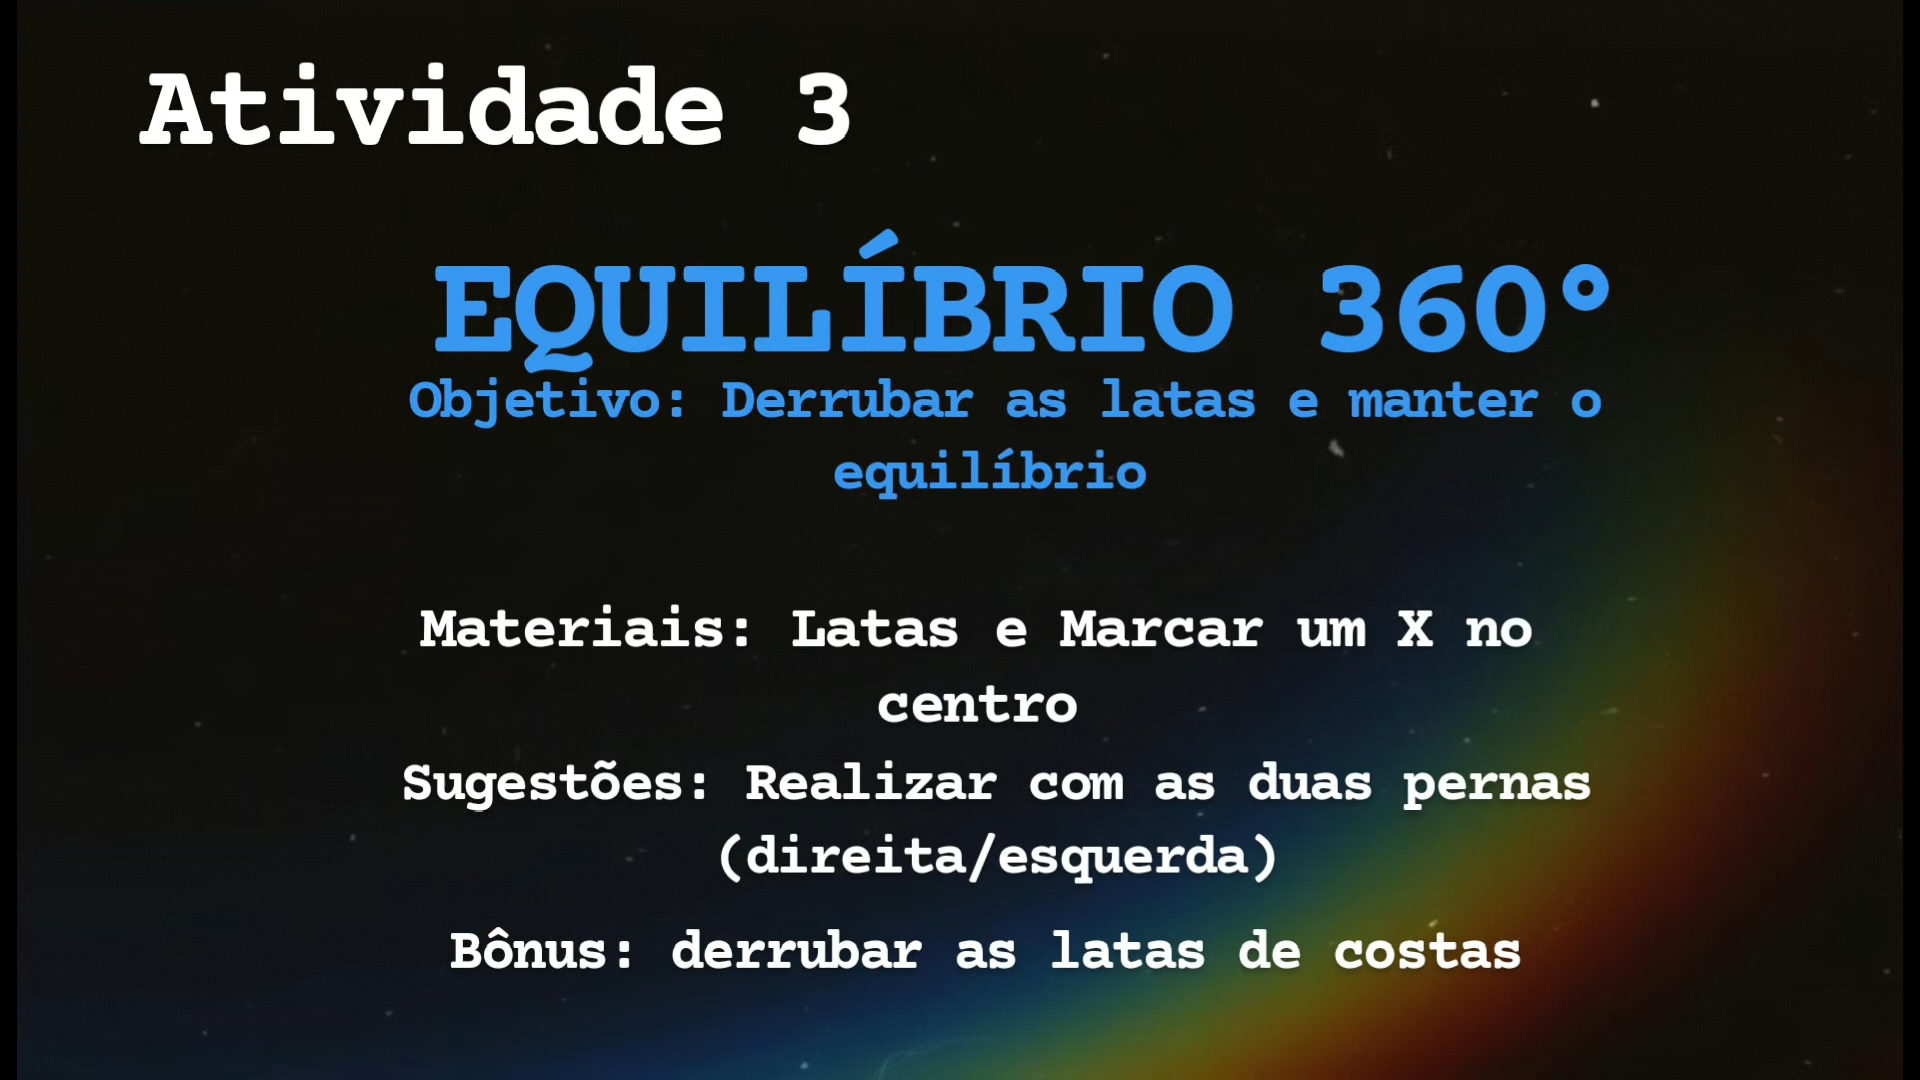 Atividade 3
EQUILÍBRIO 360°
Objetivo: Derrubar as latas e manter o
equilíbrio
Materiais: Latas e Marcar um X no
centro
Sugestões: Realizar com as duas pernas
(direita/esquerda)
Bônus: derrubar as latas de costas